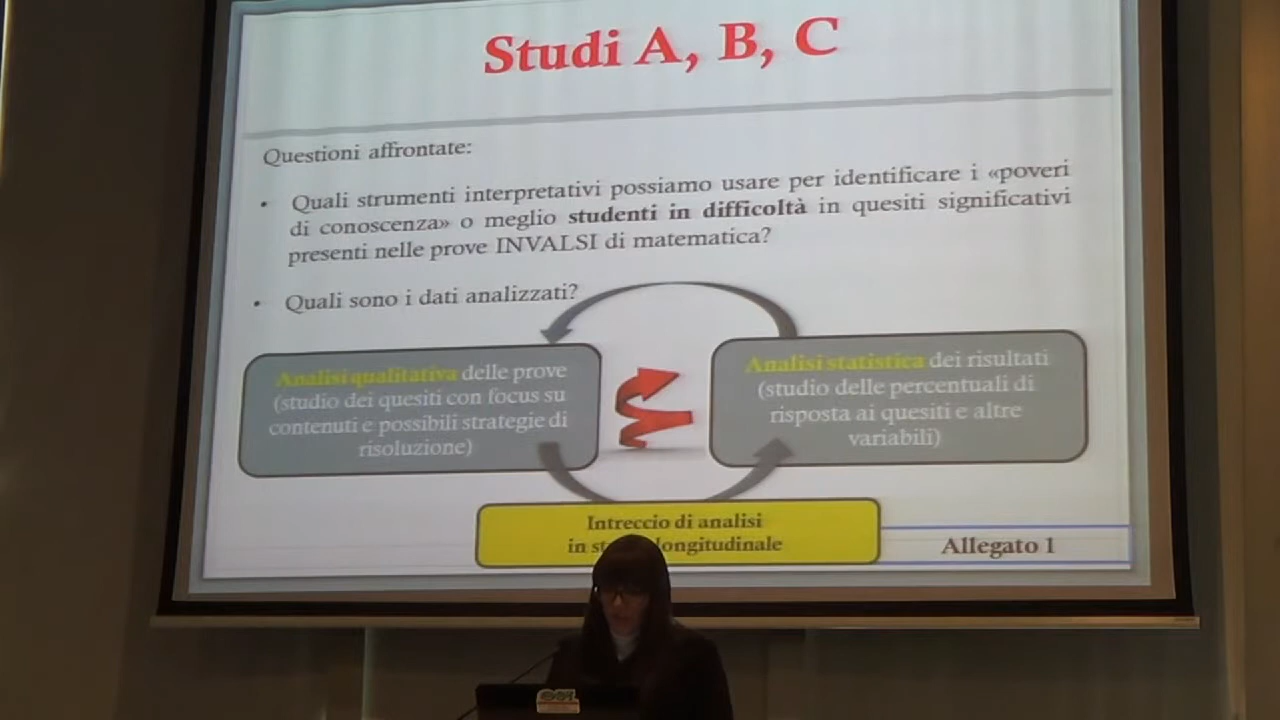 Studi A, B, C
Questioni affrontate:
• Quali strumenti interpretativi possiamo usare per identificare i «poveri
di conoscenza» o meglio studenti in difficoltà in quesiti significativi
presenti nelle prove INVALSI di matematica?
• Quali sono i dati analizzati?
Analisi qualitativa delle prove
(studio dei quesiti con focus su
contenuti e possibili strategie di
risoluzione)
Analisi statistica dei risultati
(studio delle percentuali di
risposta ai quesiti e altre
variabili)
Intreccio di analisi
in longitudinale
Allegato 1